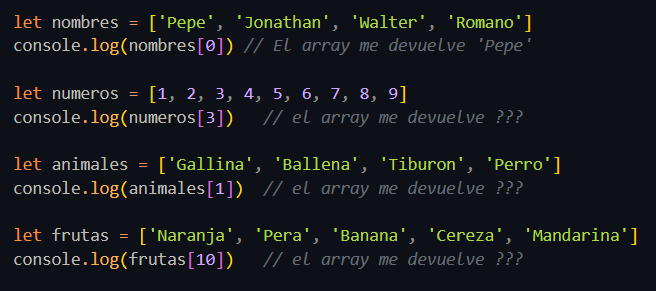 let nombres = ['Pepe', 'Jonathan', 'Walter', 'Romano']
console.log(nombres[0]) // El array me devuelve 'Pepe'
let numeros = [1, 2, 3, 4, 5, 6, 7, 8, 9]
console.log(numeros[3])   // el array me devuelve ???
let animales = ['Gallina', 'Ballena', 'Tiburon', 'Perro']
console.log(animales[1])  // el array me devuelve ???
let frutas = ['Naranja', 'Pera', 'Banana', 'Cereza', 'Mandarina']
console.log(frutas[10])   // el array me devuelve ???